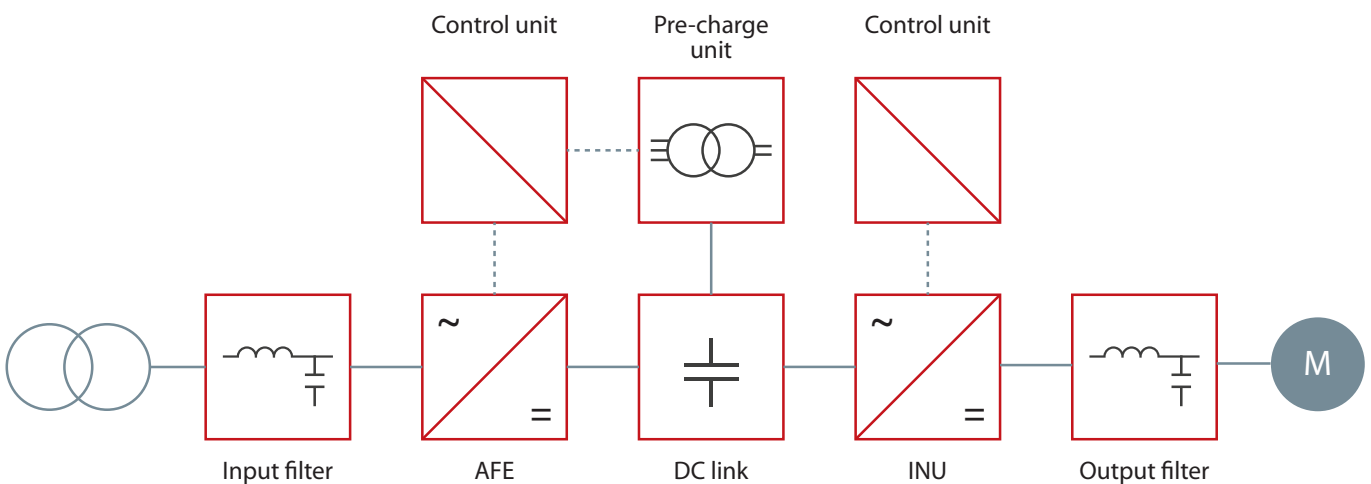 Control unit
Pre-charge
unit
Control unit
~
=
~
=
M
Input filter
AFE
DC link
INU
Output filter